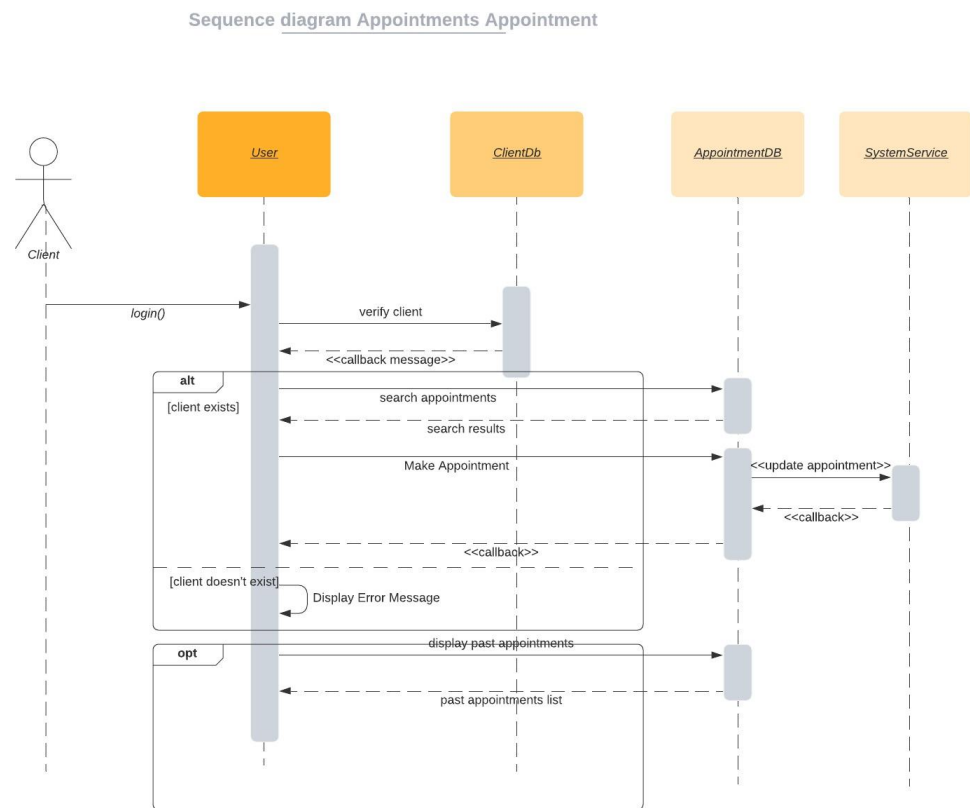 Sequence diagram Appointments Appointment
User
ClientDb
AppointmentDB
SystemService
Client
login()
verify client
<<callback message>>
alt
[client exists]
search appointments
search results
Make Appointment
<<update appointment>>
<<callback>>
<<callback>>
[client doesn't exist]
Display Error Message
opt
display past appointments
past appointments list